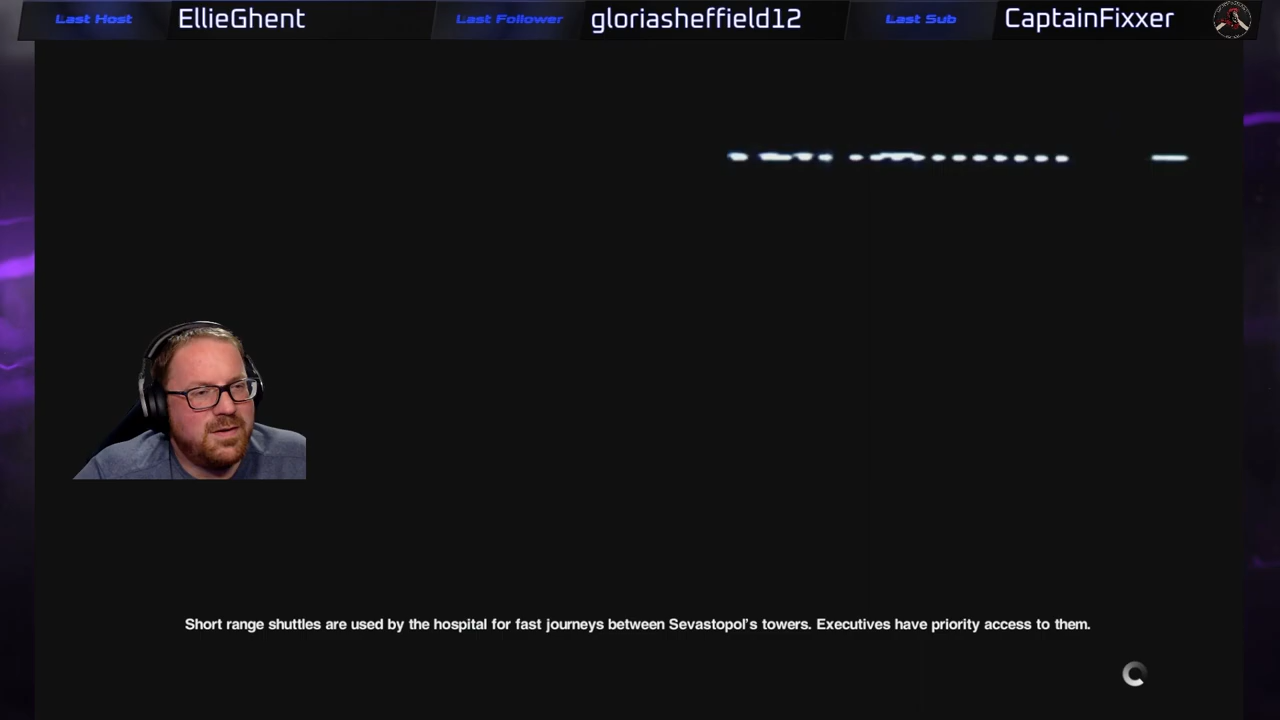 Last Host EllieGhent Last Follower gloriasheffield12 Last Sub CaptainFixxer
Short range shuttles are used by the hospital for fast journeys between Sevastopol's towers. Executives have priority access to them.